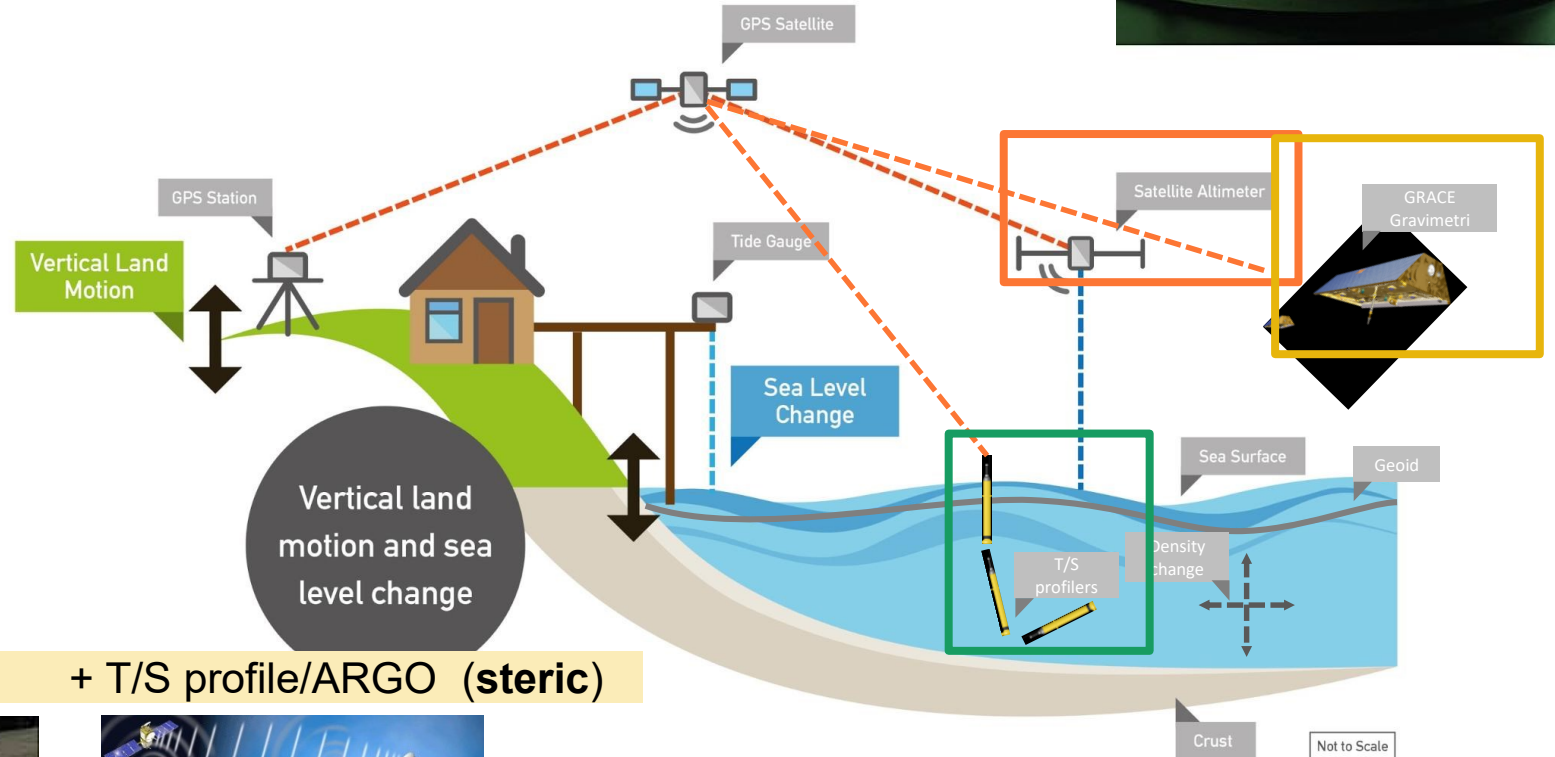 GPS Satellite
GPS Station
Satellite Altimeter
GRACE
Gravimetri
Vertical Land
Motion
Tide Gauge
Sea Level
Change
Sea Surface
Geoid
Vertical land
motion and sea
level change
T/S
profilers
Density
change
+ T/S profile/ARGO (steric)
Crust
Not to Scale